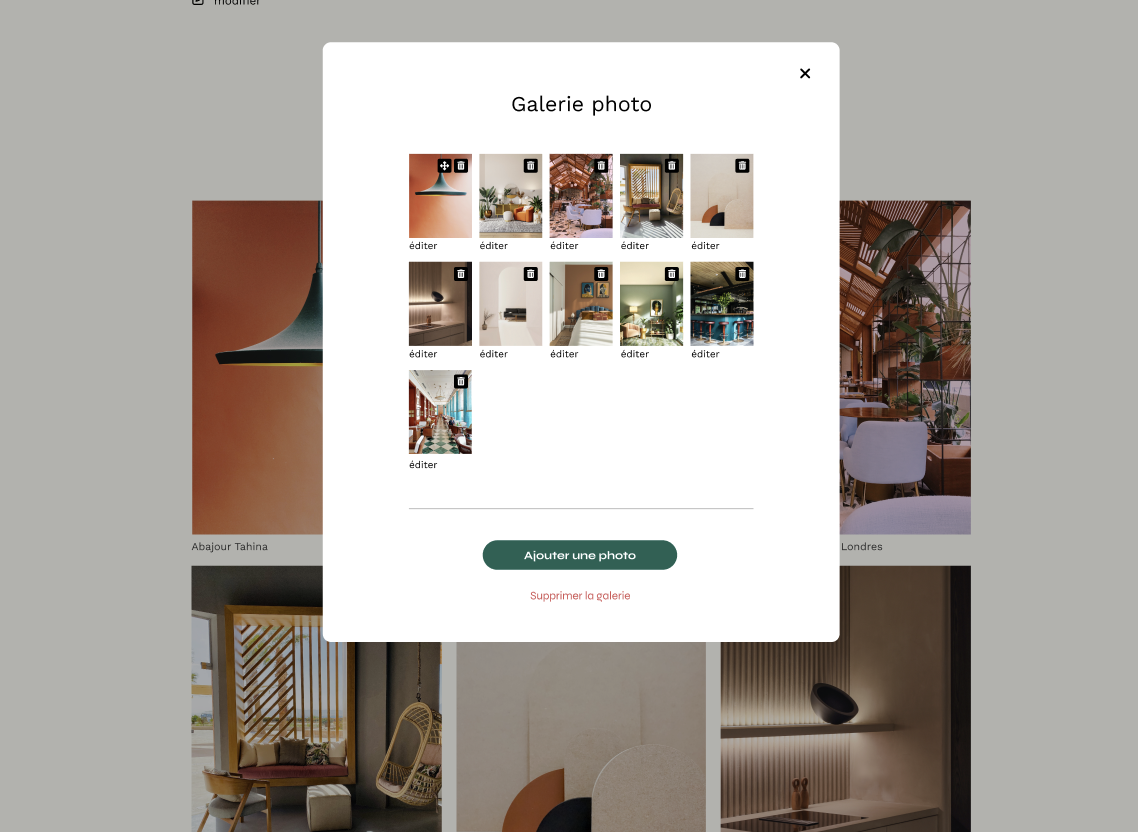 modifier
Galerie photo
éditer éditer éditer éditer éditer
éditer éditer éditer éditer éditer
éditer
Abajour Tahina
Londres
Ajouter une photo
Supprimer la galerie